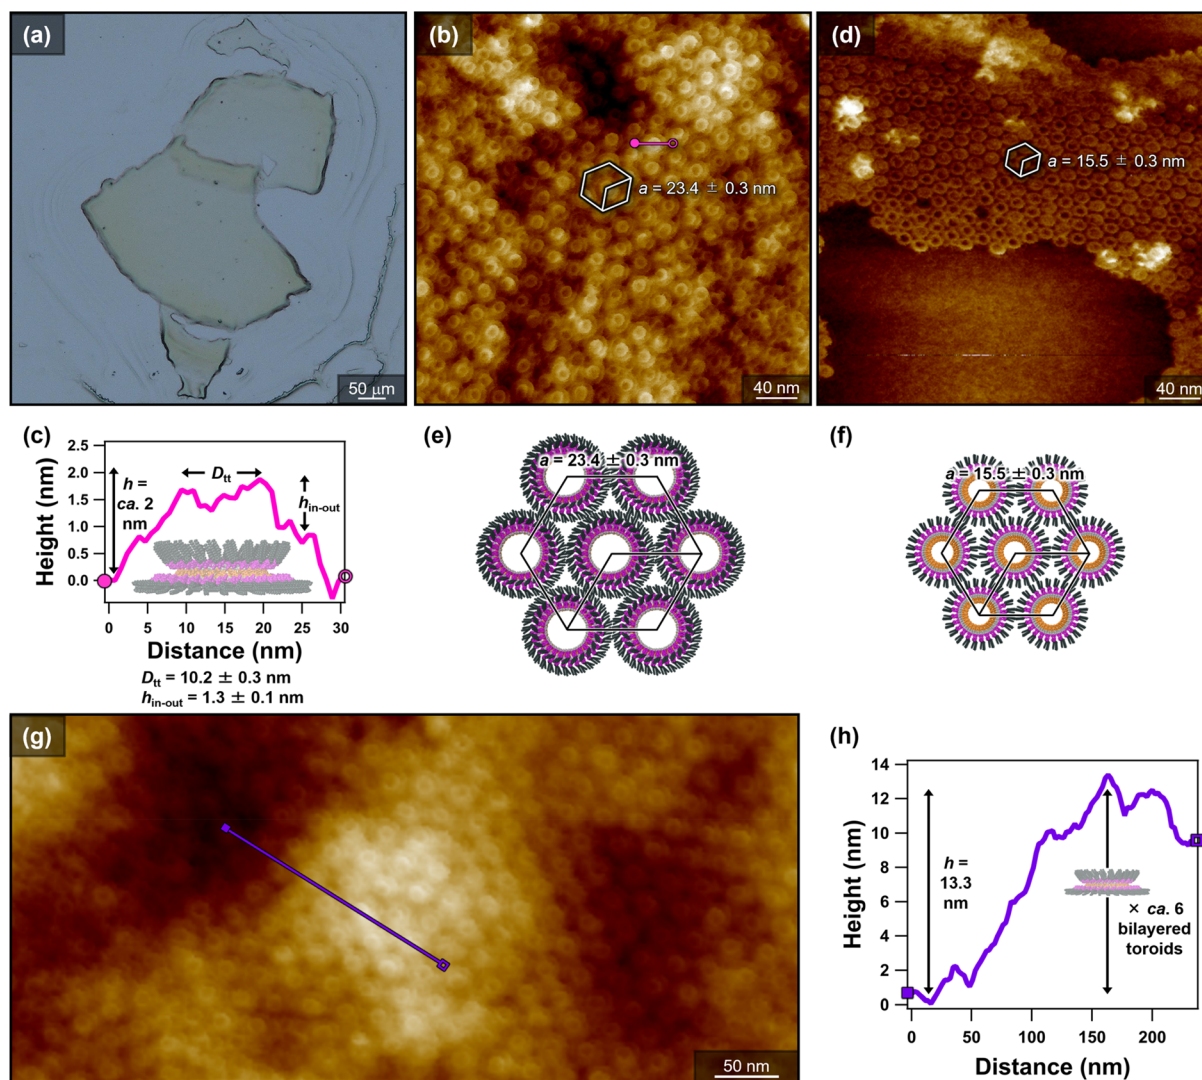 (a)
50 μm
(b)
a = 23.4 ± 0.3 nm
40 nm
(d)
a = 15.5 ± 0.3 nm
40 nm
(c)
Height (nm)
2.5
2.0
1.5
1.0
0.5
0.0
h =
ca. 2
nm
Dtt
hin-out
0 5 10 15 20 25 30
Distance (nm)
Dtt = 10.2 ± 0.3 nm
hin-out = 1.3 ± 0.1 nm
(e)
a = 23.4 ± 0.3 nm
(f)
a = 15.5 ± 0.3 nm
(g)
50 nm
(h)
Height (nm)
14
12
10
8
6
4
2
0
h =
13.3
nm
× ca. 6
bilayered
toroids
0 50 100 150 200
Distance (nm)